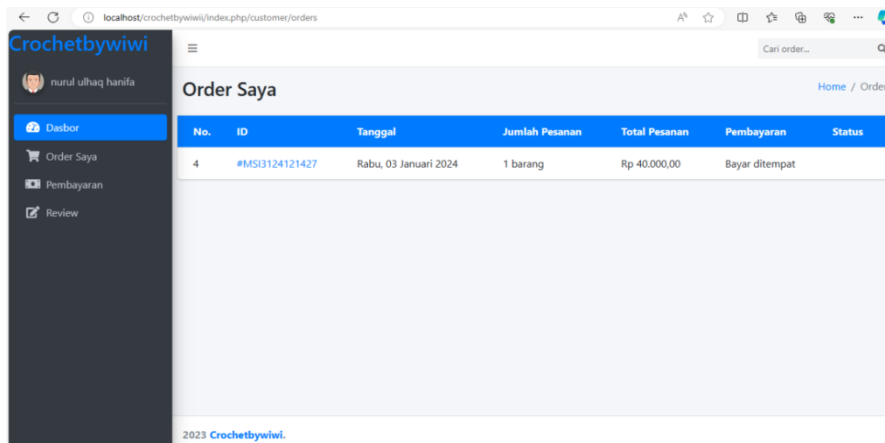 localhost/crochetbywiwii/index.php/customer/orders
Crochetbywiwi
Cari order...
nurul ulhaq hanifa
Order Saya
Home / Order
Dasbor
No. ID Tanggal Jumlah Pesanan Total Pesanan Pembayaran Status
Order Saya
4 #MSI3124121427 Rabu, 03 Januari 2024 1 barang Rp 40.000,00 Bayar ditempat
Pembayaran
Review
2023 Crochetbywiwi.